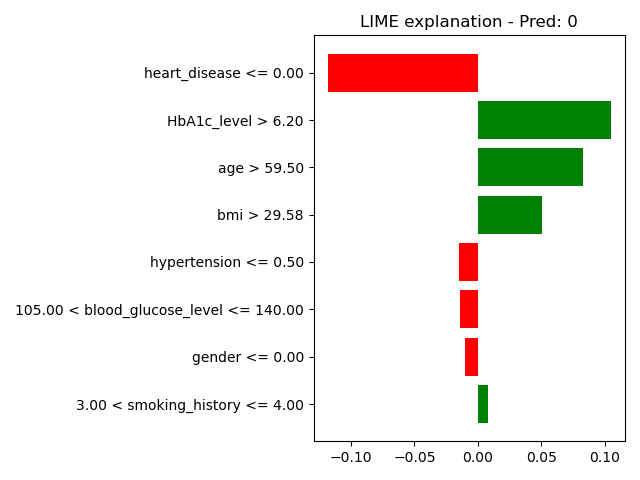 LIME explanation - Pred: 0
heart_disease <= 0.00
HbA1c_level > 6.20
age > 59.50
bmi > 29.58
hypertension <= 0.50
105.00 < blood_glucose_level <= 140.00
gender <= 0.00
3.00 < smoking_history <= 4.00
−0.10 −0.05 0.00 0.05 0.10